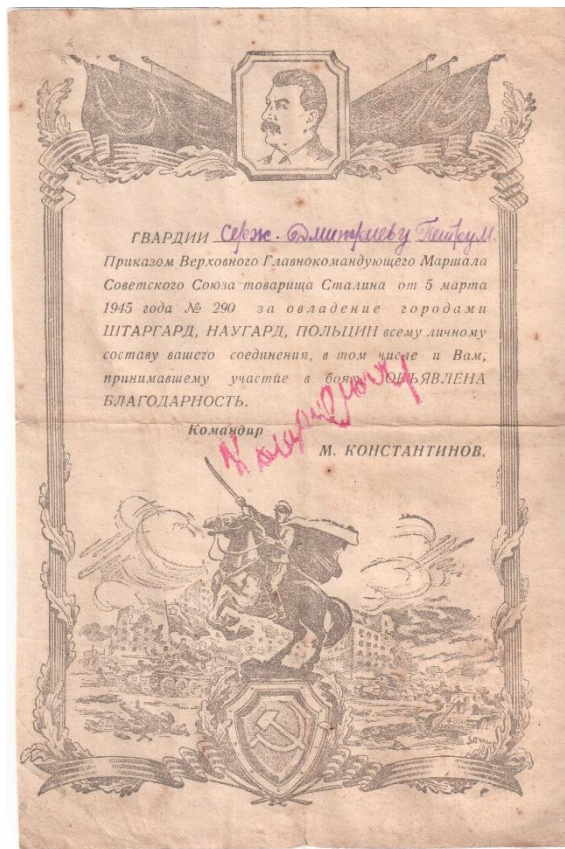 ГВАРДИИ Серж. Дмитриеву Петру М.
Приказом Верховного Главнокомандующего Маршала
Советского Союза товарища Сталина от 5 марта
1945 года № 290 за овладение городами
ШТАРГАРД, НАУГАРД, ПОЛЬЦИН всему личному
составу вашего соединения, в том числе и Вам,
принимавшему участие в боях, ОБЪЯВЛЕНА
БЛАГОДАРНОСТЬ.
Командир
М. КОНСТАНТИНОВ.